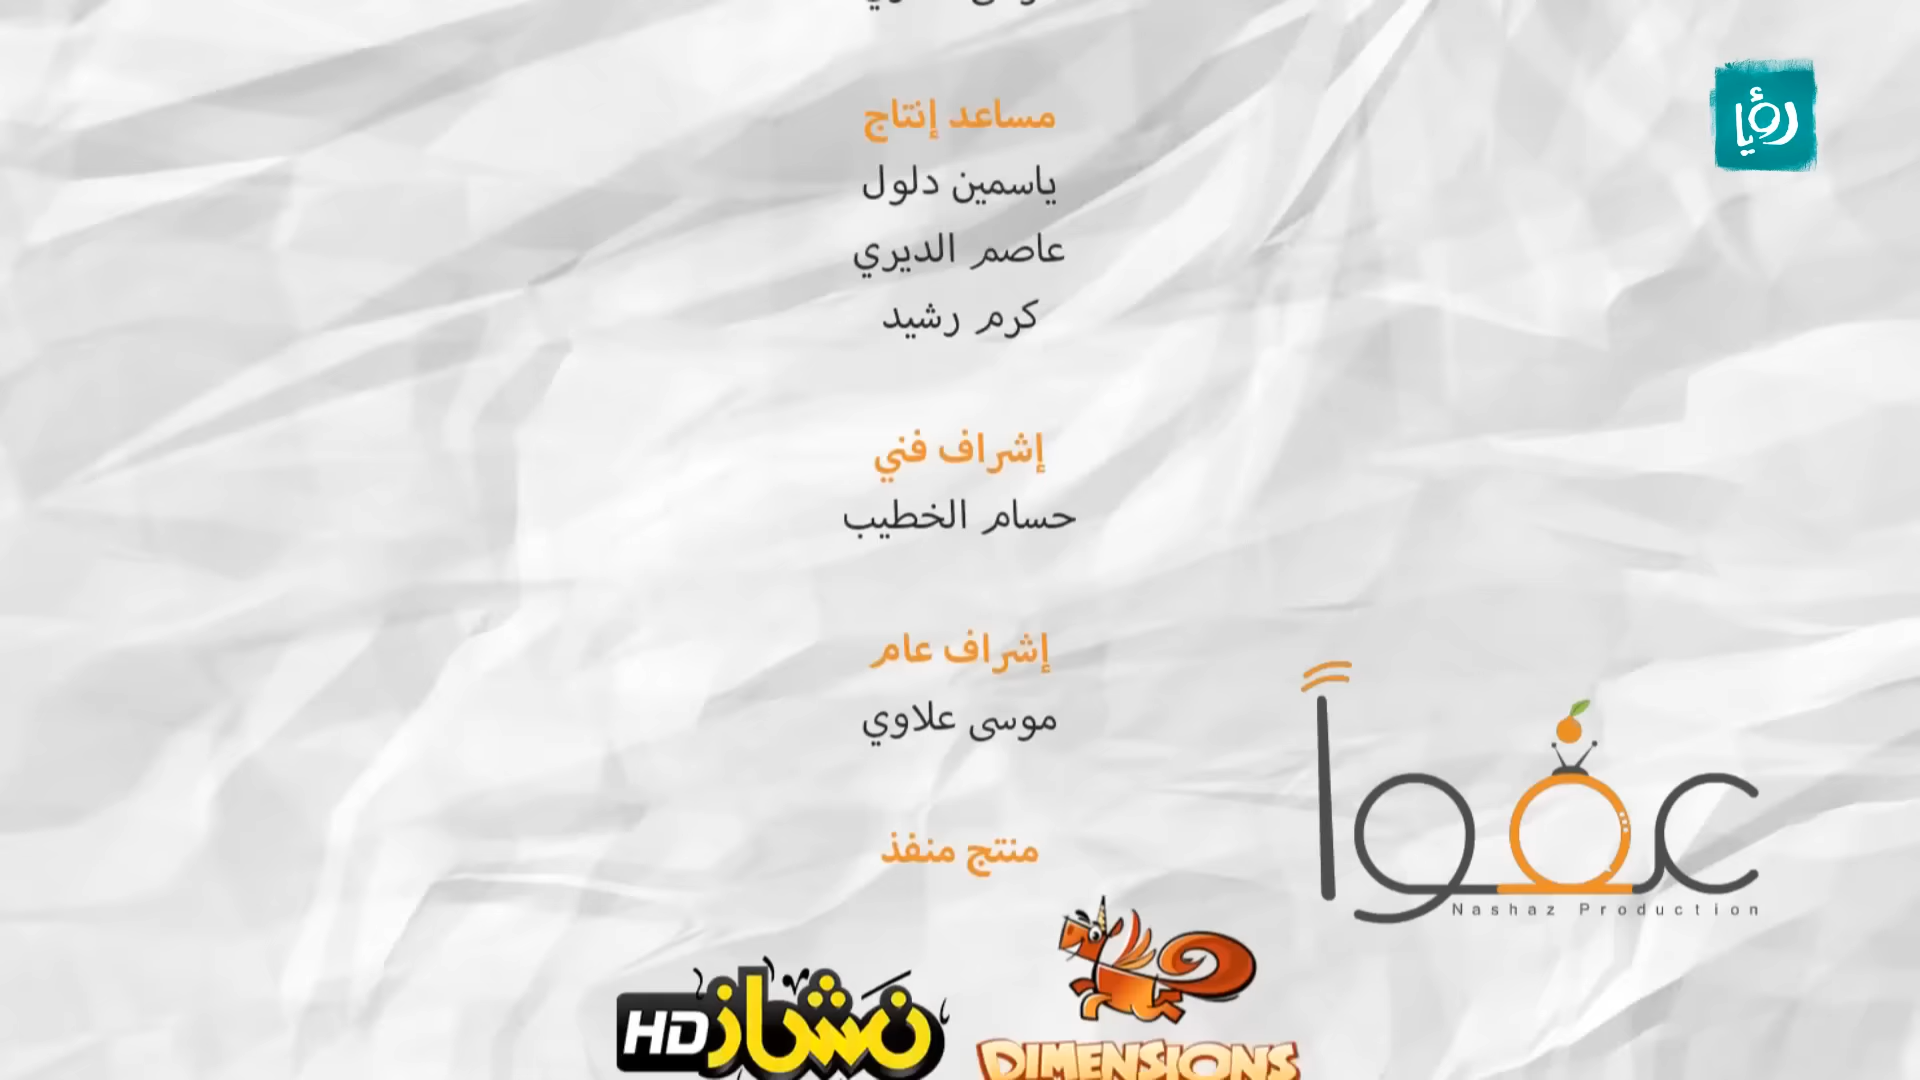 رؤيا
مساعد إنتاج
ياسمين دلول
عاصم الديري
كرم رشيد
إشراف فني
حسام الخطيب
إشراف عام
موسى علاوي
منتج منفذ
عفواً
Nashaz Production
نشاز HD
DIMENSIONS